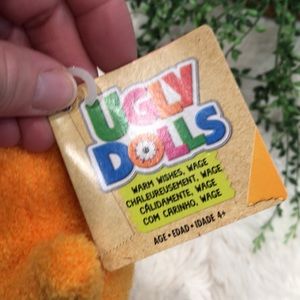 UGLY
DOLLS
WARM WISHES, WAGE
CHALEUREUSEMENT, WAGE
CÁLIDAMENTE, WAGE
COM CARINHO, WAGE
AGE • EDAD • IDADE 4+